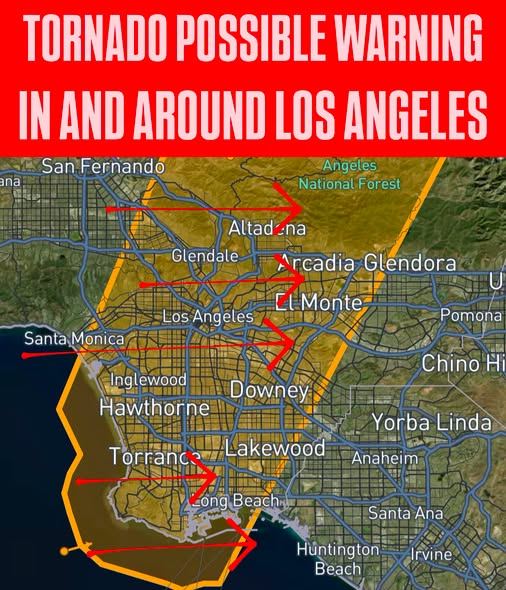 TORNADO POSSIBLE WARNING
IN AND AROUND LOS ANGELES
San Fernando
ana
Angeles
National Forest
Altadena
Glendale
Arcadia Glendora
El Monte
U
Los Angeles
Pomona
Santa Monica
Chino Hi
Inglewood
Downey
Hawthorne
Yorba Linda
Torrance
Lakewood
Anaheim
Long Beach
Santa Ana
Huntington
Beach
Irvine